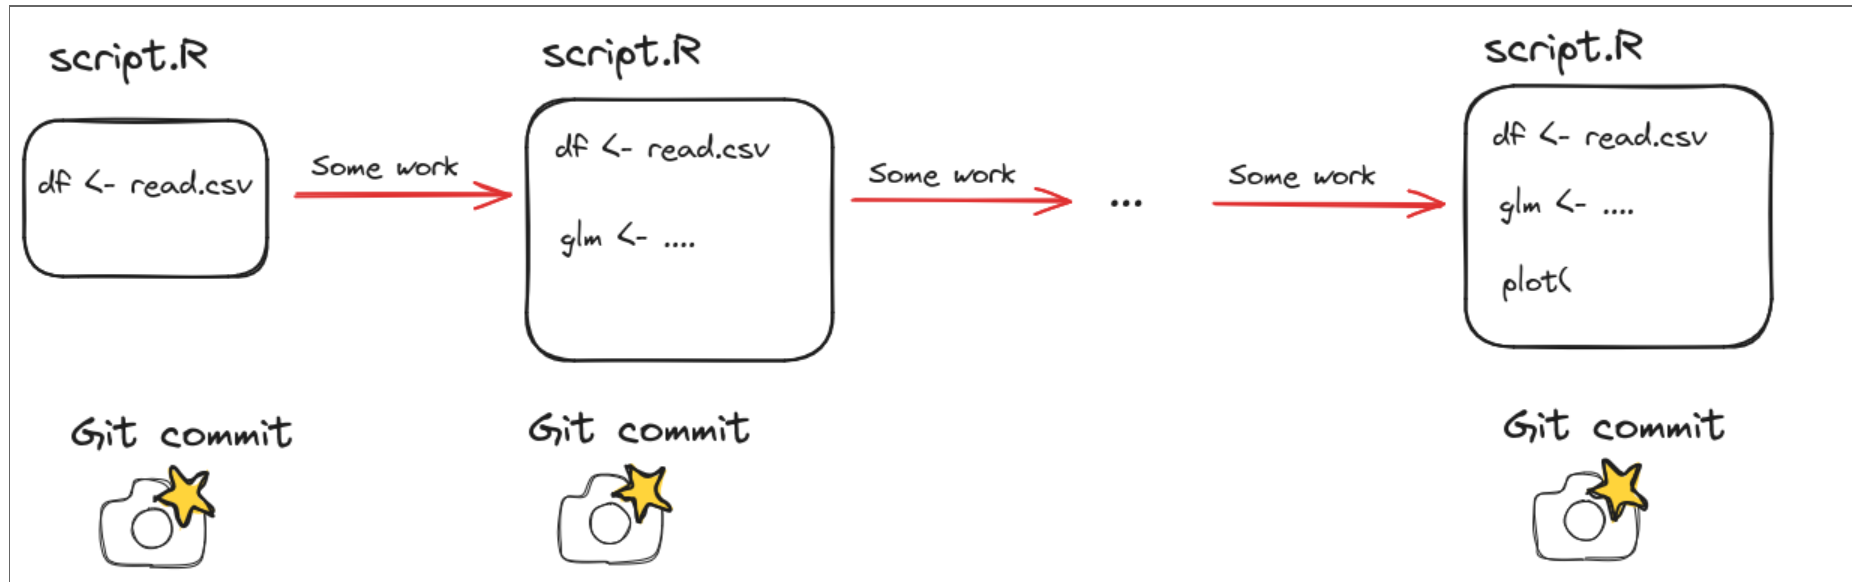 script.R
df <- read.csv
Some work
script.R
df <- read.csv
glm <- ....
Some work
...
Some work
script.R
df <- read.csv
glm <- ....
plot(
Git commit
Git commit
Git commit